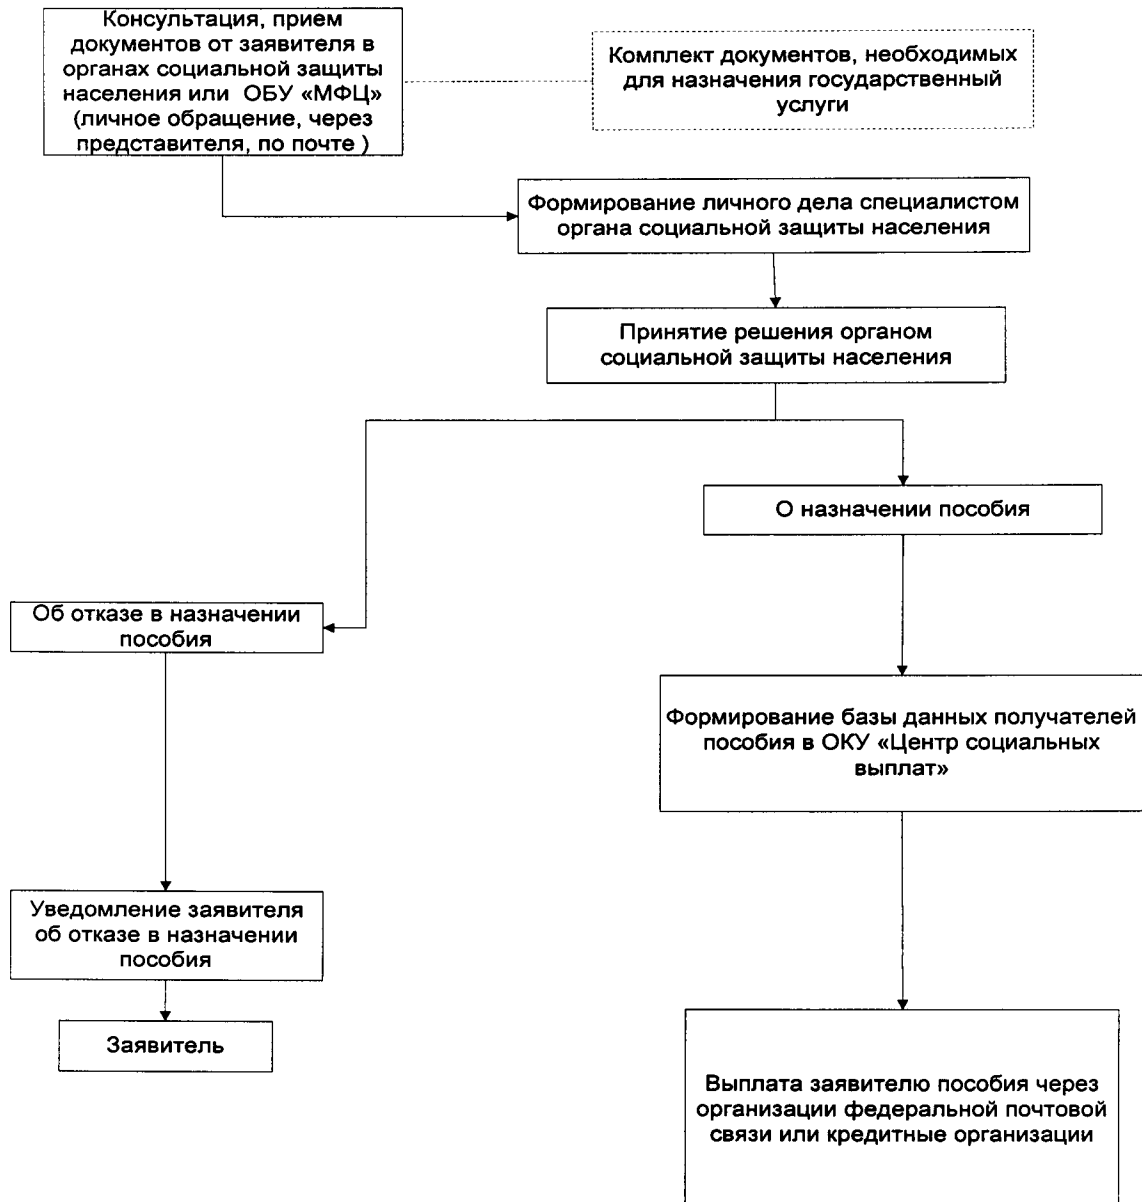 Консультация, прием
документов от заявителя в
органах социальной защиты
населения или ОБУ «МФЦ»
(личное обращение, через
представителя, по почте )
Комплект документов, необходимых
для назначения государственный
услуги
Формирование личного дела специалистом
органа социальной защиты населения
Принятие решения органом
социальной защиты населения
О назначении пособия
Об отказе в назначении
пособия
Формирование базы данных получателей
пособия в ОКУ «Центр социальных
выплат»
Уведомление заявителя
об отказе в назначении
пособия
Заявитель
Выплата заявителю пособия через
организации федеральной почтовой
связи или кредитные организации